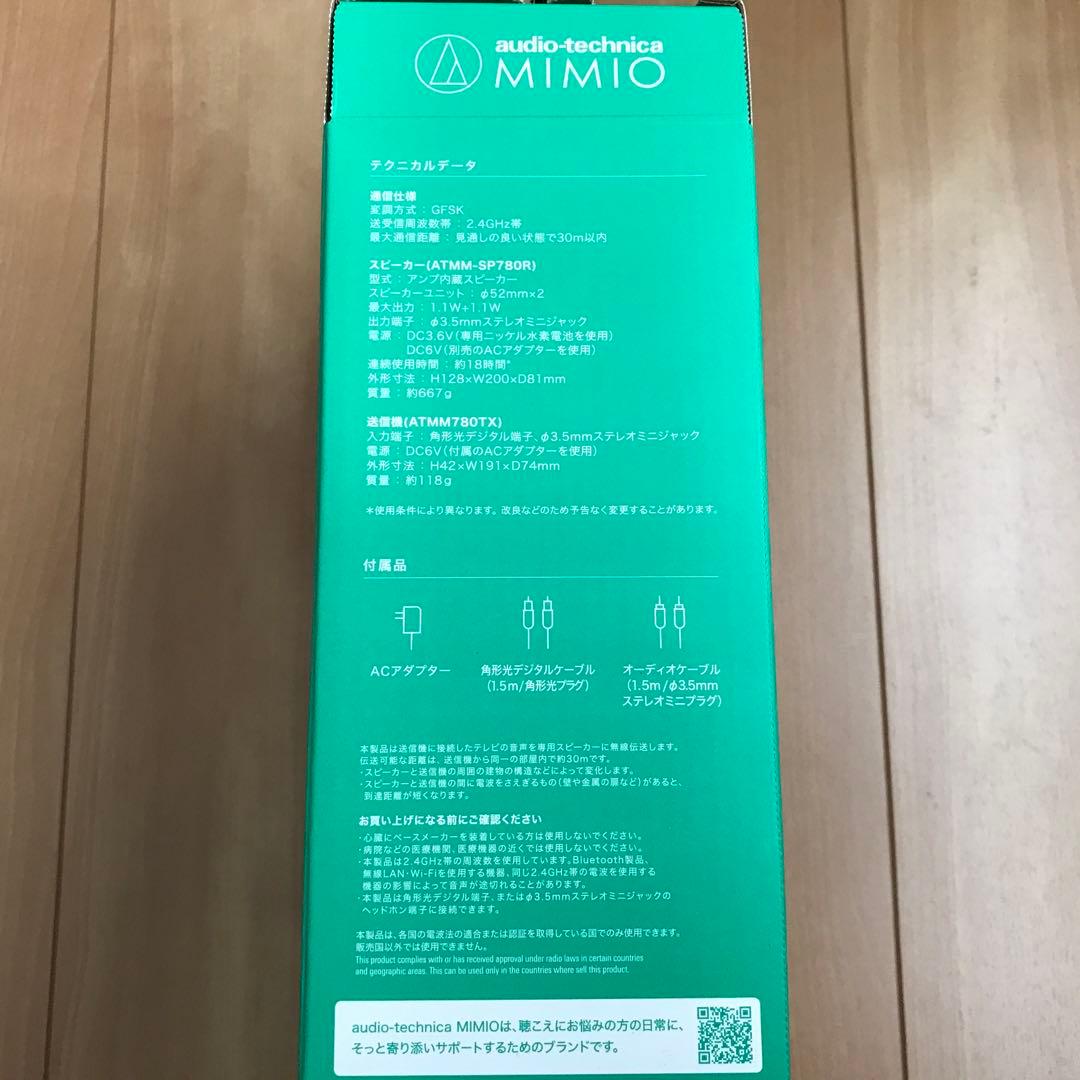 audio-technica
MIMIO
テクニカルデータ
通信仕様
変調方式：GFSK
送受信周波数帯：2.4GHz帯
最大通信距離：見通しの良い状態で30m以内
スピーカー(ATMM-SP780R)
型式：アンプ内蔵スピーカー
スピーカーユニット：φ52mm×2
最大出力：1.1W+1.1W
出力端子：φ3.5mmステレオミニジャック
電源：DC3.6V(専用ニッケル水素電池を使用)
DC6V(別売のACアダプターを使用)
連続使用時間：約18時間*
外形寸法：H128×W200×D81mm
質量：約667g
送信機(ATMM780TX)
入力端子：角形光デジタル端子、φ3.5mmステレオミニジャック
電源：DC6V(付属のACアダプターを使用)
外形寸法：H42×W191×D74mm
質量：約118g
*使用条件により異なります。改良などのため予告なく変更することがあります。
付属品
ACアダプター
角形光デジタルケーブル
(1.5m/角形光プラグ)
オーディオケーブル
(1.5m/φ3.5mm
ステレオミニプラグ)
本製品は送信機に接続したテレビの音声を専用スピーカーに無線伝送します。
伝送可能な距離は、送信機から同一の部屋内で約30mです。
・スピーカーと送信機の周囲の建物の構造などによって変化します。
・スピーカーと送信機の間に電波をさえぎるもの(壁や金属の扉など)があると、
到達距離が短くなります。
お買い上げになる前にご確認ください
・心臓にペースメーカーを装着している方は使用しないでください。
・病院などの医療機関、医療機器の近くでは使用しないでください。
・本製品は2.4GHz帯の周波数を使用しています。Bluetooth製品、
無線LAN・Wi-Fiを使用する機器、同じ2.4GHz帯の電波を使用する
機器の影響によって音声が途切れることがあります。
・本製品は角形光デジタル端子、またはφ3.5mmステレオミニジャックの
ヘッドホン端子に接続できます。
本製品は、各国の電波法の適合または認証を取得している国でのみ使用できます。
販売国以外では使用できません。
This product complies with or has received approval under radio laws in certain countries
and geographic areas. This can be used only in the countries where sell this product.
audio-technica MIMIOは、聴こえにお悩みの方の日常に、
そっと寄り添いサポートするためのブランドです。